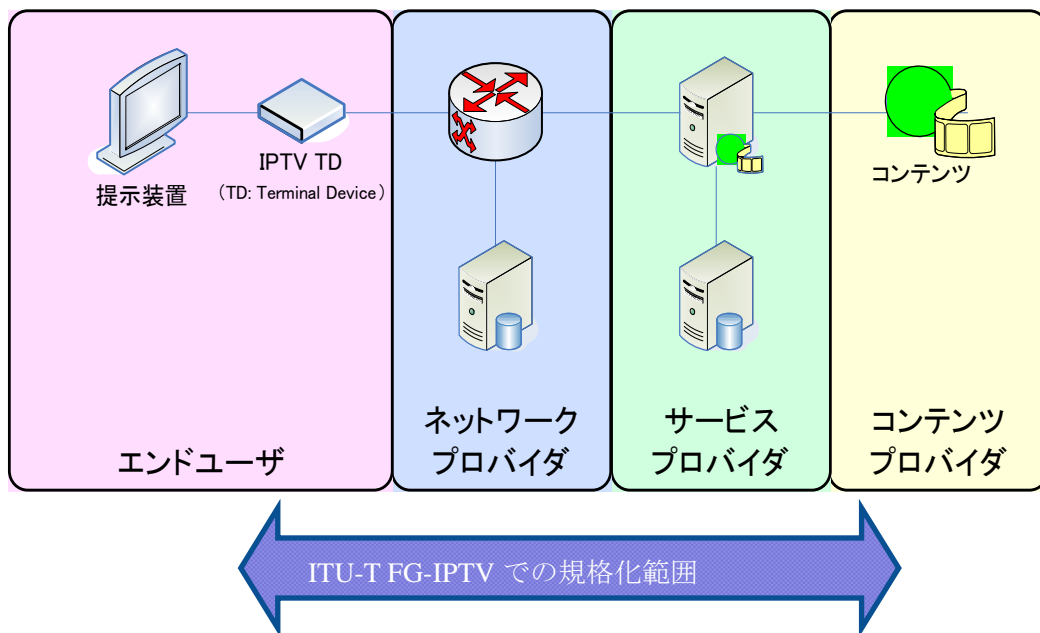 提示装置
IPTV TD
（TD: Terminal Device）
コンテンツ
エンドユーザ
ネットワーク
プロバイダ
サービス
プロバイダ
コンテンツ
プロバイダ
ITU-T FG-IPTV での規格化範囲